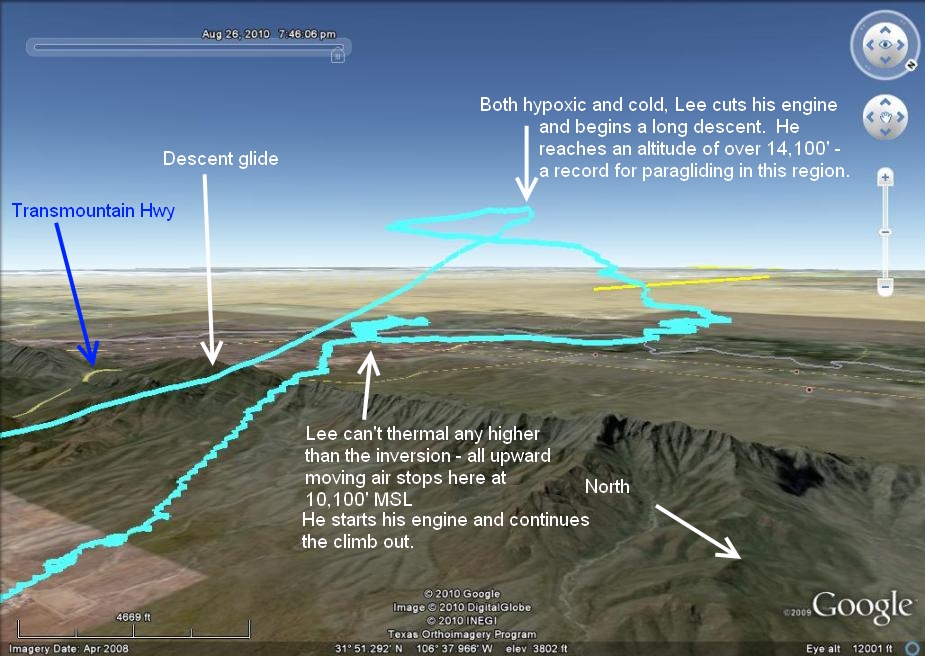 Aug 26, 2010 7:46:06 pm
N
Both hypoxic and cold, Lee cuts his engine
and begins a long descent. He
reaches an altitude of over 14,100' -
a record for paragliding in this region.
Descent glide
Transmountain Hwy
Lee can't thermal any higher
than the inversion - all upward
moving air stops here at
10,100' MSL
He starts his engine and continues
the climb out.
North
© 2010 Google
Image © 2010 DigitalGlobe
© 2010 INEGI
Texas Orthoimagery Program
©2009 Google
4669 ft
Imagery Date: Apr 2008
31° 51.292' N 106° 37.966' W elev 3802 ft
Eye alt 12001 ft